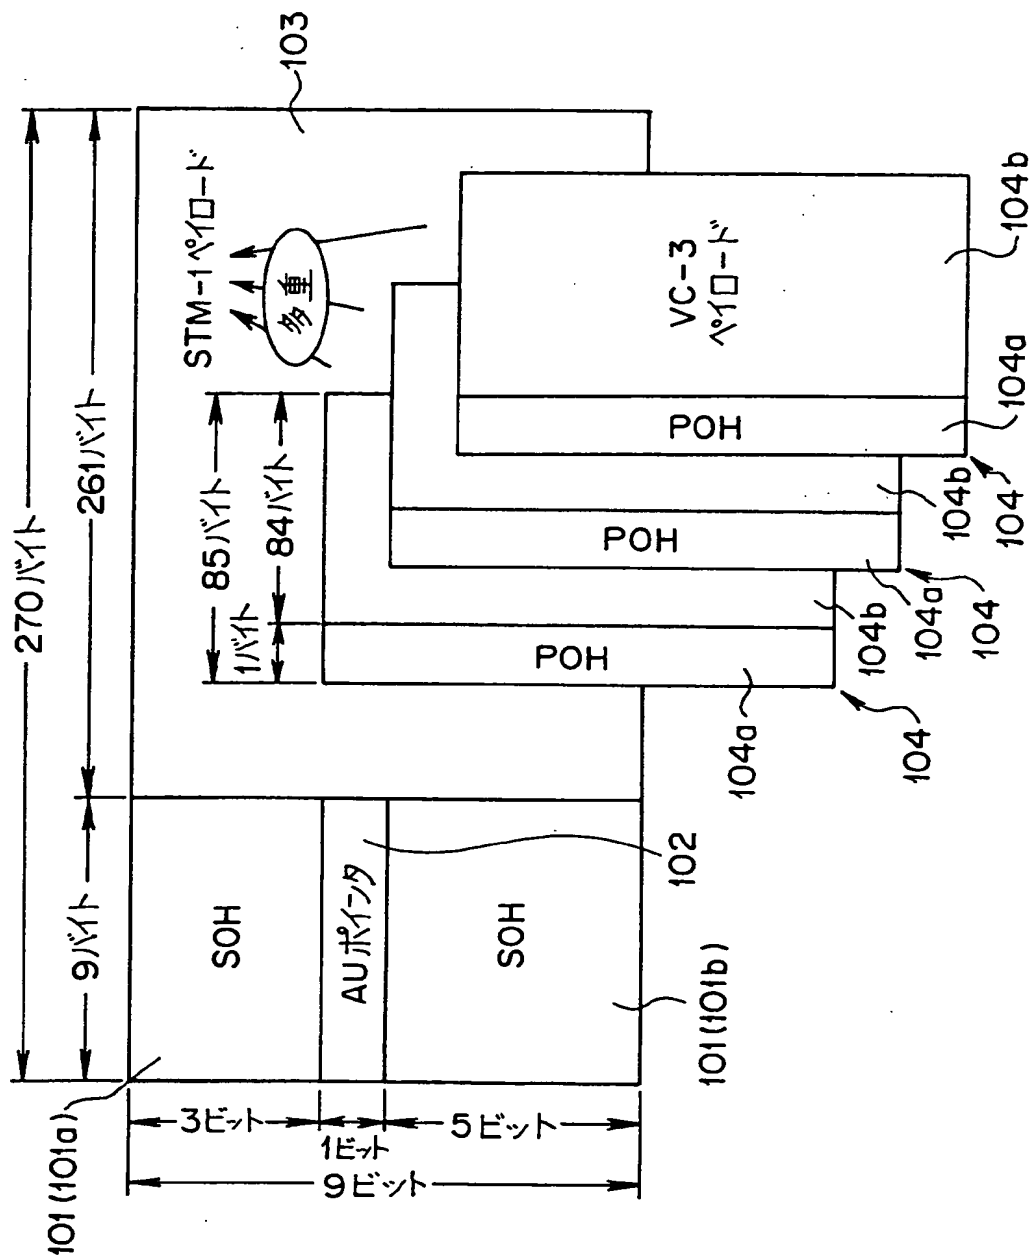 270バイト
9バイト
261バイト
101(101a)
SOH
AUポインタ
SOH
3ビット
1ビット
5ビット
9ビット
102
101(101b)
STM-1ペイロード
103
多重
85バイト
1バイト
84バイト
POH
104a
104b
104
POH
104a
104b
104
POH
VC-3
ペイロード
104a
104b
104